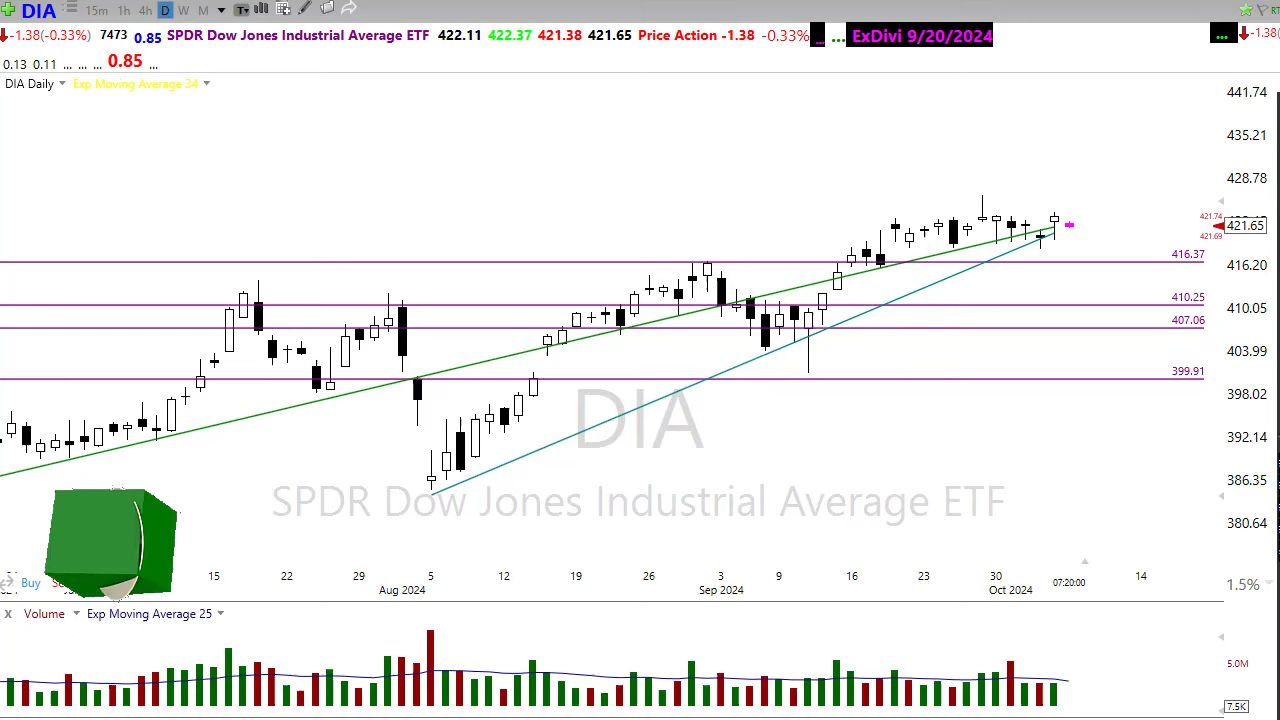 DIA 15m 1h 4h D W M T
-1.38(-0.33%) 7473 0.85 SPDR Dow Jones Industrial Average ETF 422.11 422.37 421.38 421.65 Price Action -1.38 -0.33% ... ... ExDivi 9/20/2024 ... -1.38(
0.13 0.11 ... ... ... 0.85 ...
DIA Daily Exp Moving Average 34
441.74
435.21
428.78
421.74
421.65
421.69
416.37
416.20
410.25
410.05
407.06
403.99
399.91
398.02
DIA
392.14
386.35
SPDR Dow Jones Industrial Average ETF
380.64
15 22 29 5 12 19 26 3 9 16 23 30 07:20:00 14
Buy
Aug 2024 Sep 2024 Oct 2024
1.5%
X Volume Exp Moving Average 25
5.0M
7.5K